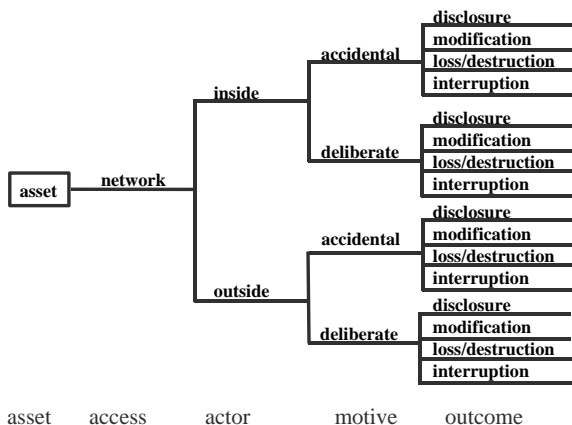 disclosure
modification
accidental
loss/destruction
interruption
inside
disclosure
modification
deliberate
loss/destruction
interruption
network
asset
disclosure
modification
accidental
loss/destruction
interruption
outside
disclosure
modification
deliberate
loss/destruction
interruption
asset access actor motive outcome